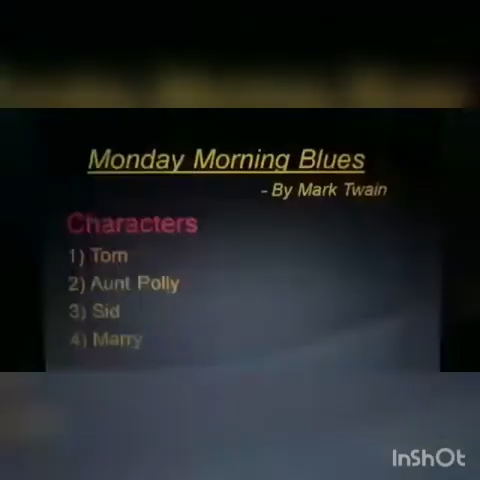 Monday Morning Blues
- By Mark Twain
Characters
1) Tom
2) Aunt Polly
3) Sid
4) Marry
InShOt